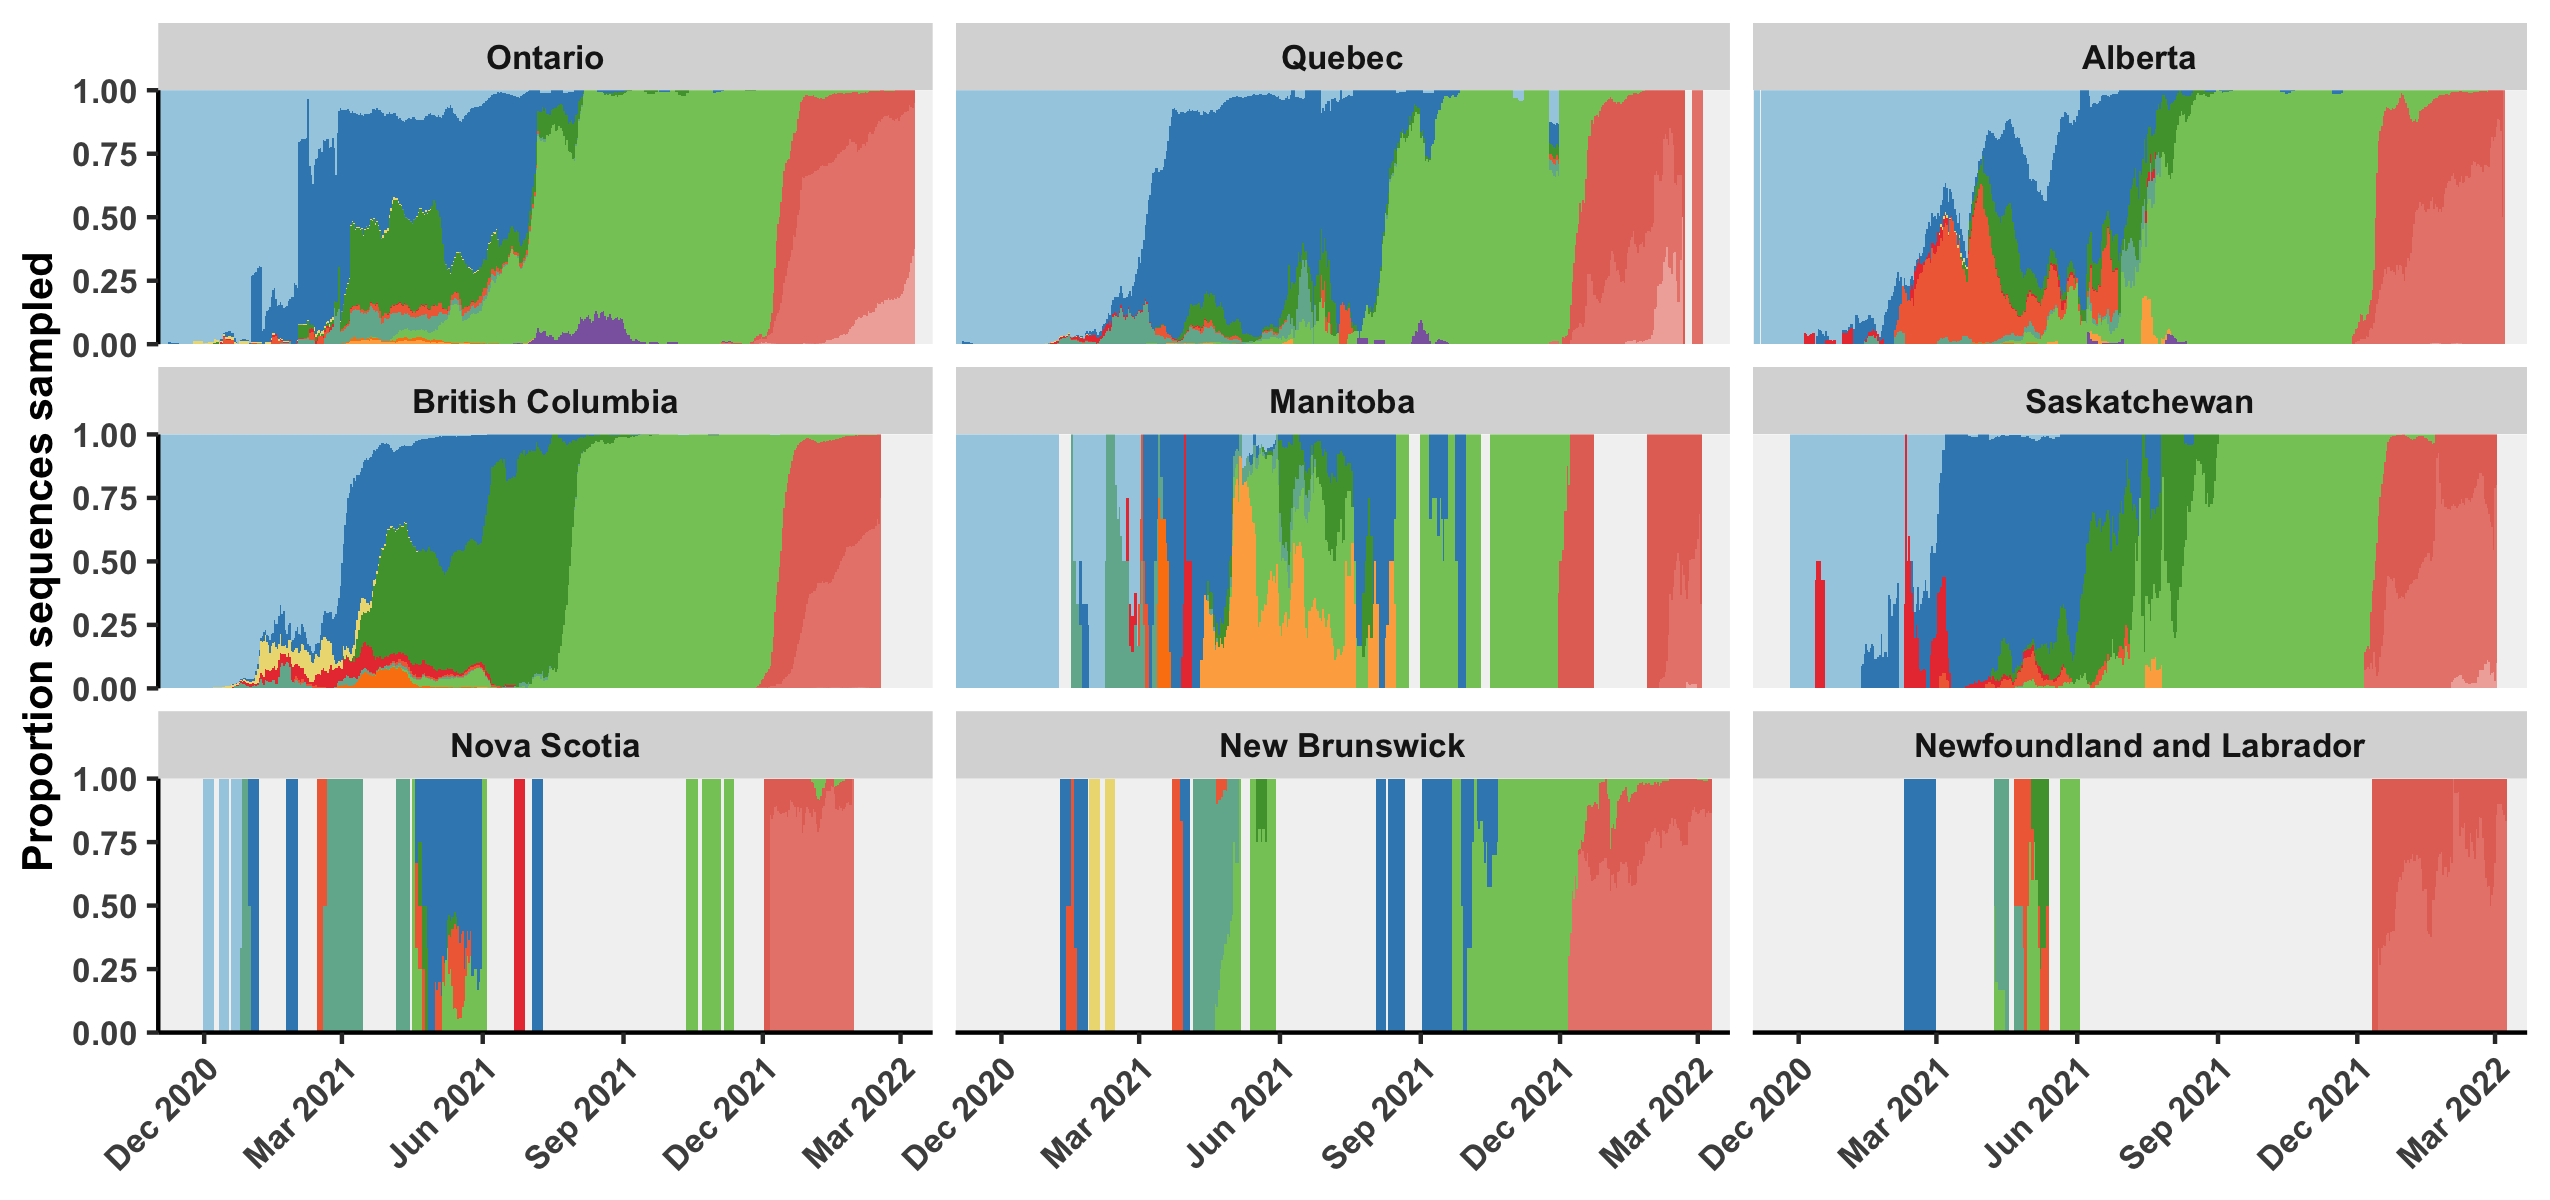 Ontario
Quebec
Alberta
1.00
0.75
0.50
0.25
0.00
British Columbia
Manitoba
Saskatchewan
1.00
0.75
0.50
0.25
0.00
Nova Scotia
New Brunswick
Newfoundland and Labrador
1.00
0.75
0.50
0.25
0.00
Proportion sequences sampled
Dec 2020
Mar 2021
Jun 2021
Sep 2021
Dec 2021
Mar 2022
Dec 2020
Mar 2021
Jun 2021
Sep 2021
Dec 2021
Mar 2022
Dec 2020
Mar 2021
Jun 2021
Sep 2021
Dec 2021
Mar 2022